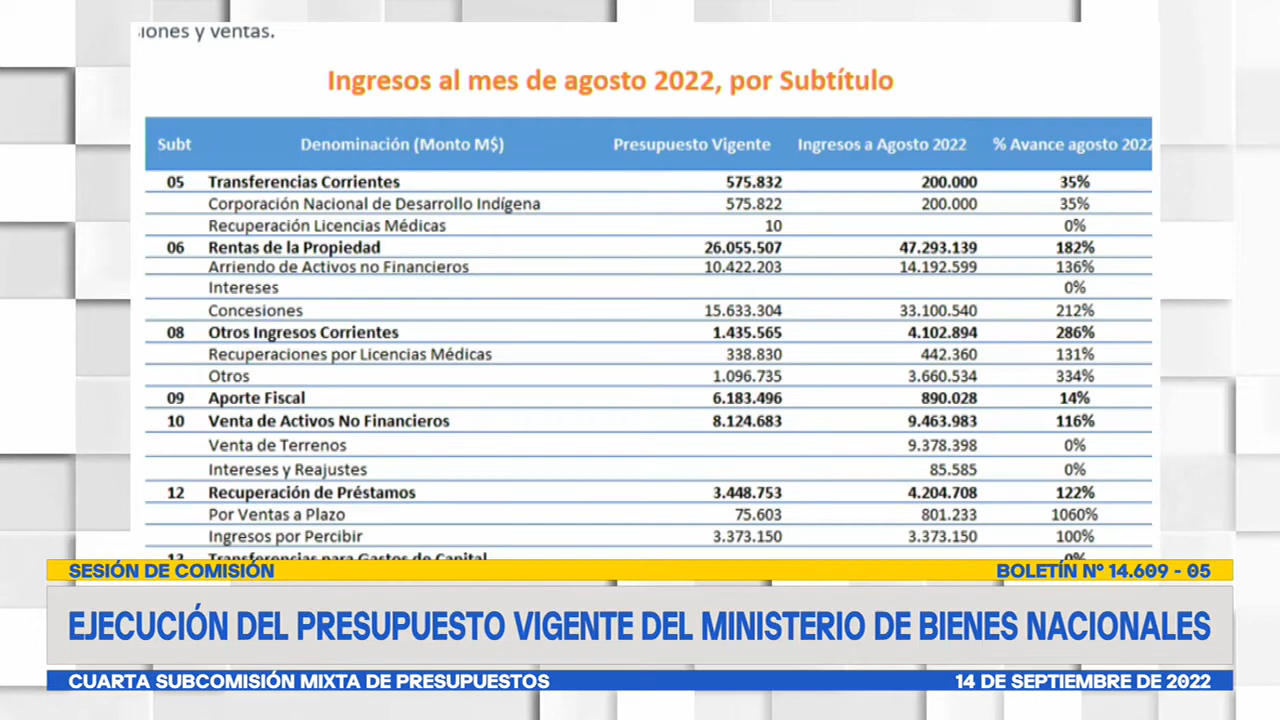 iones y ventas.
Ingresos al mes de agosto 2022, por Subtítulo
Subt Denominación (Monto M$) Presupuesto Vigente Ingresos a Agosto 2022 % Avance agosto 2022
05 Transferencias Corrientes 575.832 200.000 35%
Corporación Nacional de Desarrollo Indígena 575.822 200.000 35%
Recuperación Licencias Médicas 10 0%
06 Rentas de la Propiedad 26.055.507 47.293.139 182%
Arriendo de Activos no Financieros 10.422.203 14.192.599 136%
Intereses 0%
Concesiones 15.633.304 33.100.540 212%
08 Otros Ingresos Corrientes 1.435.565 4.102.894 286%
Recuperaciones por Licencias Médicas 338.830 442.360 131%
Otros 1.096.735 3.660.534 334%
09 Aporte Fiscal 6.183.496 890.028 14%
10 Venta de Activos No Financieros 8.124.683 9.463.983 116%
Venta de Terrenos 9.378.398 0%
Intereses y Reajustes 85.585 0%
12 Recuperación de Préstamos 3.448.753 4.204.708 122%
Por Ventas a Plazo 75.603 801.233 1060%
Ingresos por Percibir 3.373.150 3.373.150 100%
13 Transferencias para Gastos de Capital 0%
SESIÓN DE COMISIÓN BOLETÍN N° 14.609 - 05
EJECUCIÓN DEL PRESUPUESTO VIGENTE DEL MINISTERIO DE BIENES NACIONALES
CUARTA SUBCOMISIÓN MIXTA DE PRESUPUESTOS 14 DE SEPTIEMBRE DE 2022